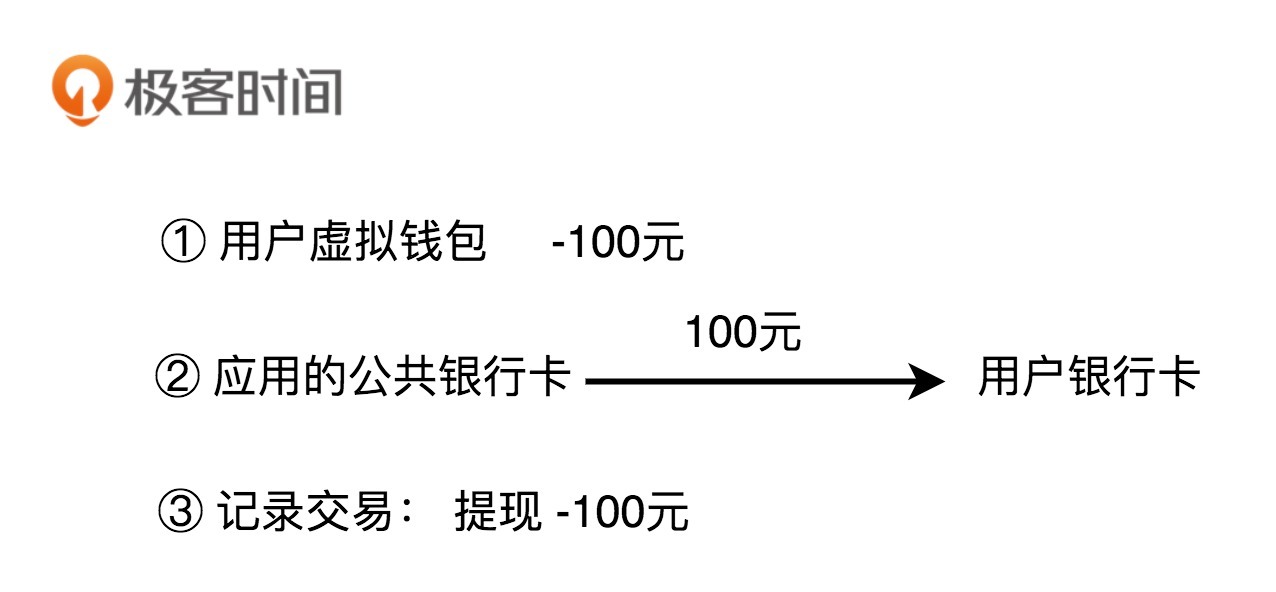 极客时间
① 用户虚拟钱包 -100元
100元
② 应用的公共银行卡 用户银行卡
③ 记录交易： 提现 -100元